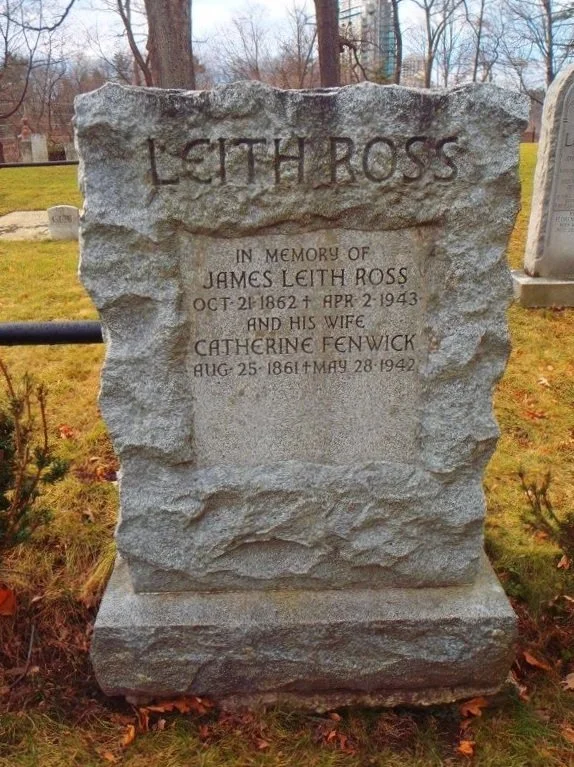 LEITH ROSS
IN MEMORY OF
JAMES LEITH ROSS
OCT·21·1862 † APR·2·1943
AND HIS WIFE
CATHERINE FENWICK
AUG·25·1861 † MAY·28·1942